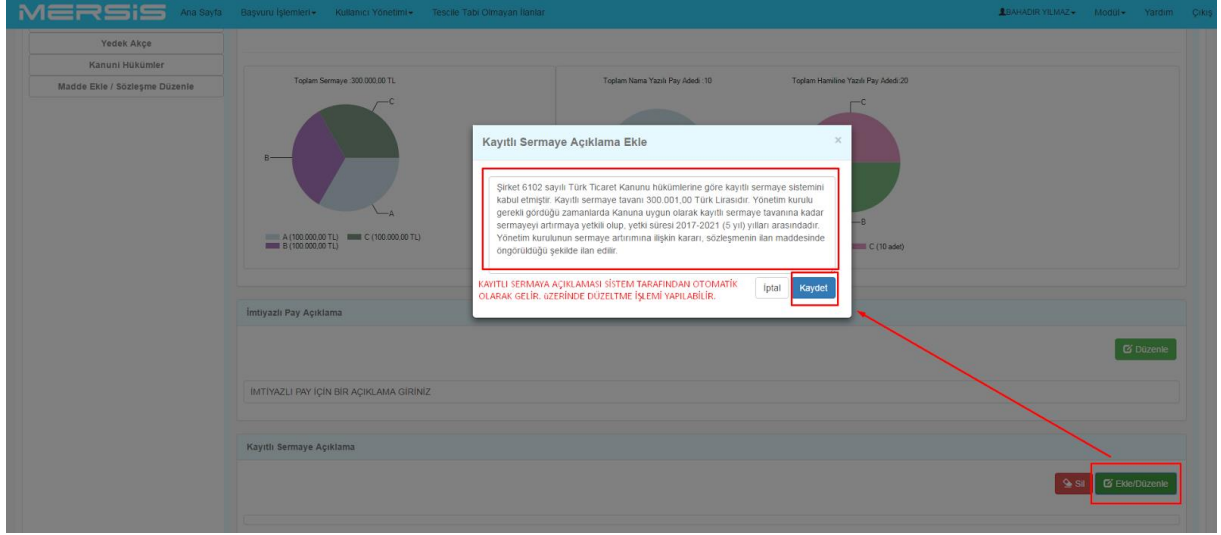 MERSiS Ana Sayfa Başvuru İşlemleri Kullanıcı Yönetimi Tescile Tabi Olmayan İlanlar BAHADIR YILMAZ Modül Yardım Çıkış
Yedek Akçe
Kanuni Hükümler
Madde Ekle / Sözleşme Düzenle
Toplam Sermaye :300.000,00 TL
C
B
A
A (100.000,00 TL) C (100.000,00 TL)
B (100.000,00 TL)
Toplam Nama Yazılı Pay Adedi :10
Toplam Hamiline Yazılı Pay Adedi:20
C
B
C (10 adet)
Kayıtlı Sermaye Açıklama Ekle ×
Şirket 6102 sayılı Türk Ticaret Kanunu hükümlerine göre kayıtlı sermaye sistemini
kabul etmiştir. Kayıtlı sermaye tavanı 300.001,00 Türk Lirasıdır. Yönetim kurulu
gerekli gördüğü zamanlarda Kanuna uygun olarak kayıtlı sermaye tavanına kadar
sermayeyi artırmaya yetkili olup, yetki süresi 2017-2021 (5 yıl) yılları arasındadır.
Yönetim kurulunun sermaye artırımına ilişkin kararı, sözleşmenin ilan maddesinde
öngörüldüğü şekilde ilan edilir.
KAYITLI SERMAYA AÇIKLAMASI SİSTEM TARAFINDAN OTOMATİK
OLARAK GELİR. üZERİNDE DÜZELTME İŞLEMİ YAPILABİLİR.
İptal Kaydet
İmtiyazlı Pay Açıklama
Düzenle
İMTİYAZLI PAY İÇİN BİR AÇIKLAMA GİRİNİZ
Kayıtlı Sermaye Açıklama
Sil Ekle/Düzenle